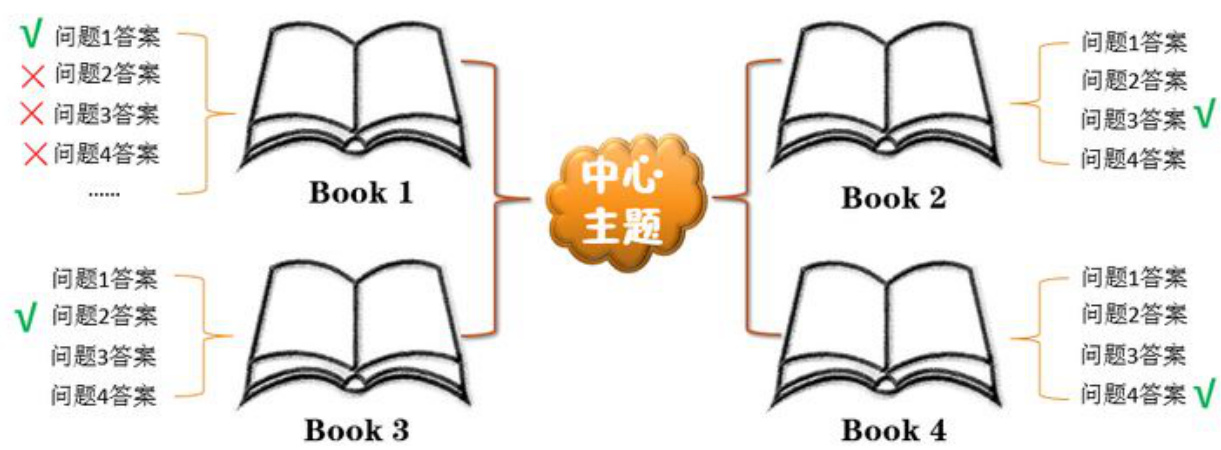 √ 问题1答案
× 问题2答案
× 问题3答案
× 问题4答案
……
Book 1
问题1答案
问题2答案
问题3答案 √
问题4答案
Book 2
中心
主题
问题1答案
√ 问题2答案
问题3答案
问题4答案
Book 3
问题1答案
问题2答案
问题3答案
问题4答案 √
Book 4